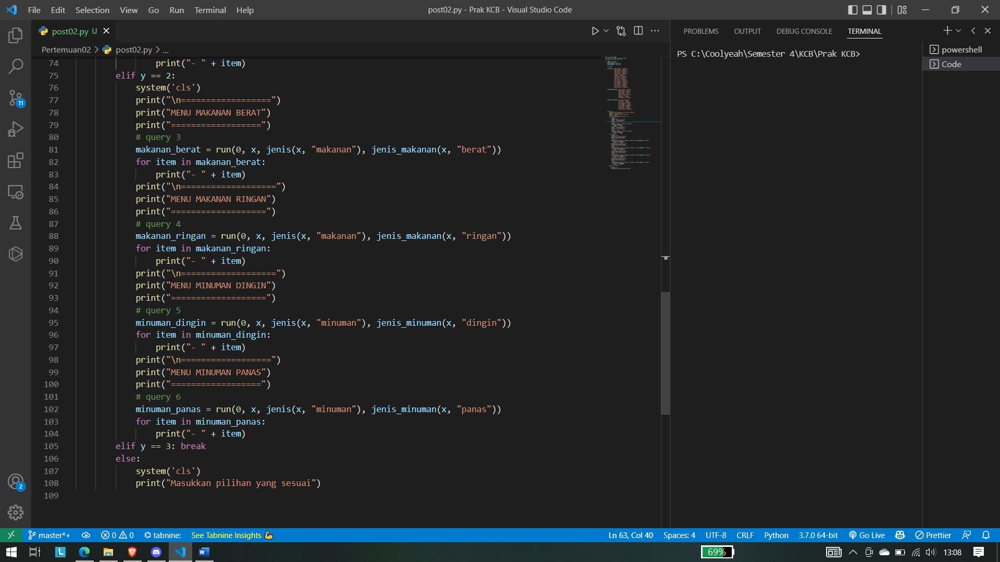 File Edit Selection View Go Run Terminal Help
post02.py - Prak KCB - Visual Studio Code
post02.py U
Pertemuan02 > post02.py > ...
74 print("- " + item)
75 elif y == 2:
76 system('cls')
77 print("\n==================")
78 print("MENU MAKANAN BERAT")
79 print("==================")
80 # query 3
81 makanan_berat = run(0, x, jenis(x, "makanan"), jenis_makanan(x, "berat"))
82 for item in makanan_berat:
83 print("- " + item)
84 print("\n===================")
85 print("MENU MAKANAN RINGAN")
86 print("===================")
87 # query 4
88 makanan_ringan = run(0, x, jenis(x, "makanan"), jenis_makanan(x, "ringan"))
89 for item in makanan_ringan:
90 print("- " + item)
91 print("\n===================")
92 print("MENU MINUMAN DINGIN")
93 print("===================")
94 # query 5
95 minuman_dingin = run(0, x, jenis(x, "minuman"), jenis_minuman(x, "dingin"))
96 for item in minuman_dingin:
97 print("- " + item)
98 print("\n==================")
99 print("MENU MINUMAN PANAS")
100 print("==================")
101 # query 6
102 minuman_panas = run(0, x, jenis(x, "minuman"), jenis_minuman(x, "panas"))
103 for item in minuman_panas:
104 print("- " + item)
105 elif y == 3: break
106 else:
107 system('cls')
108 print("Masukkan pilihan yang sesuai")
109
PROBLEMS OUTPUT DEBUG CONSOLE TERMINAL
PS C:\Coolyeah\Semester 4\KCB\Prak KCB>
powershell
Code
11
2
master*+ 0 0 tabnine: See Tabnine Insights
Ln 63, Col 40 Spaces: 4 UTF-8 CRLF Python 3.7.0 64-bit Go Live Prettier
L W 69% 13:08